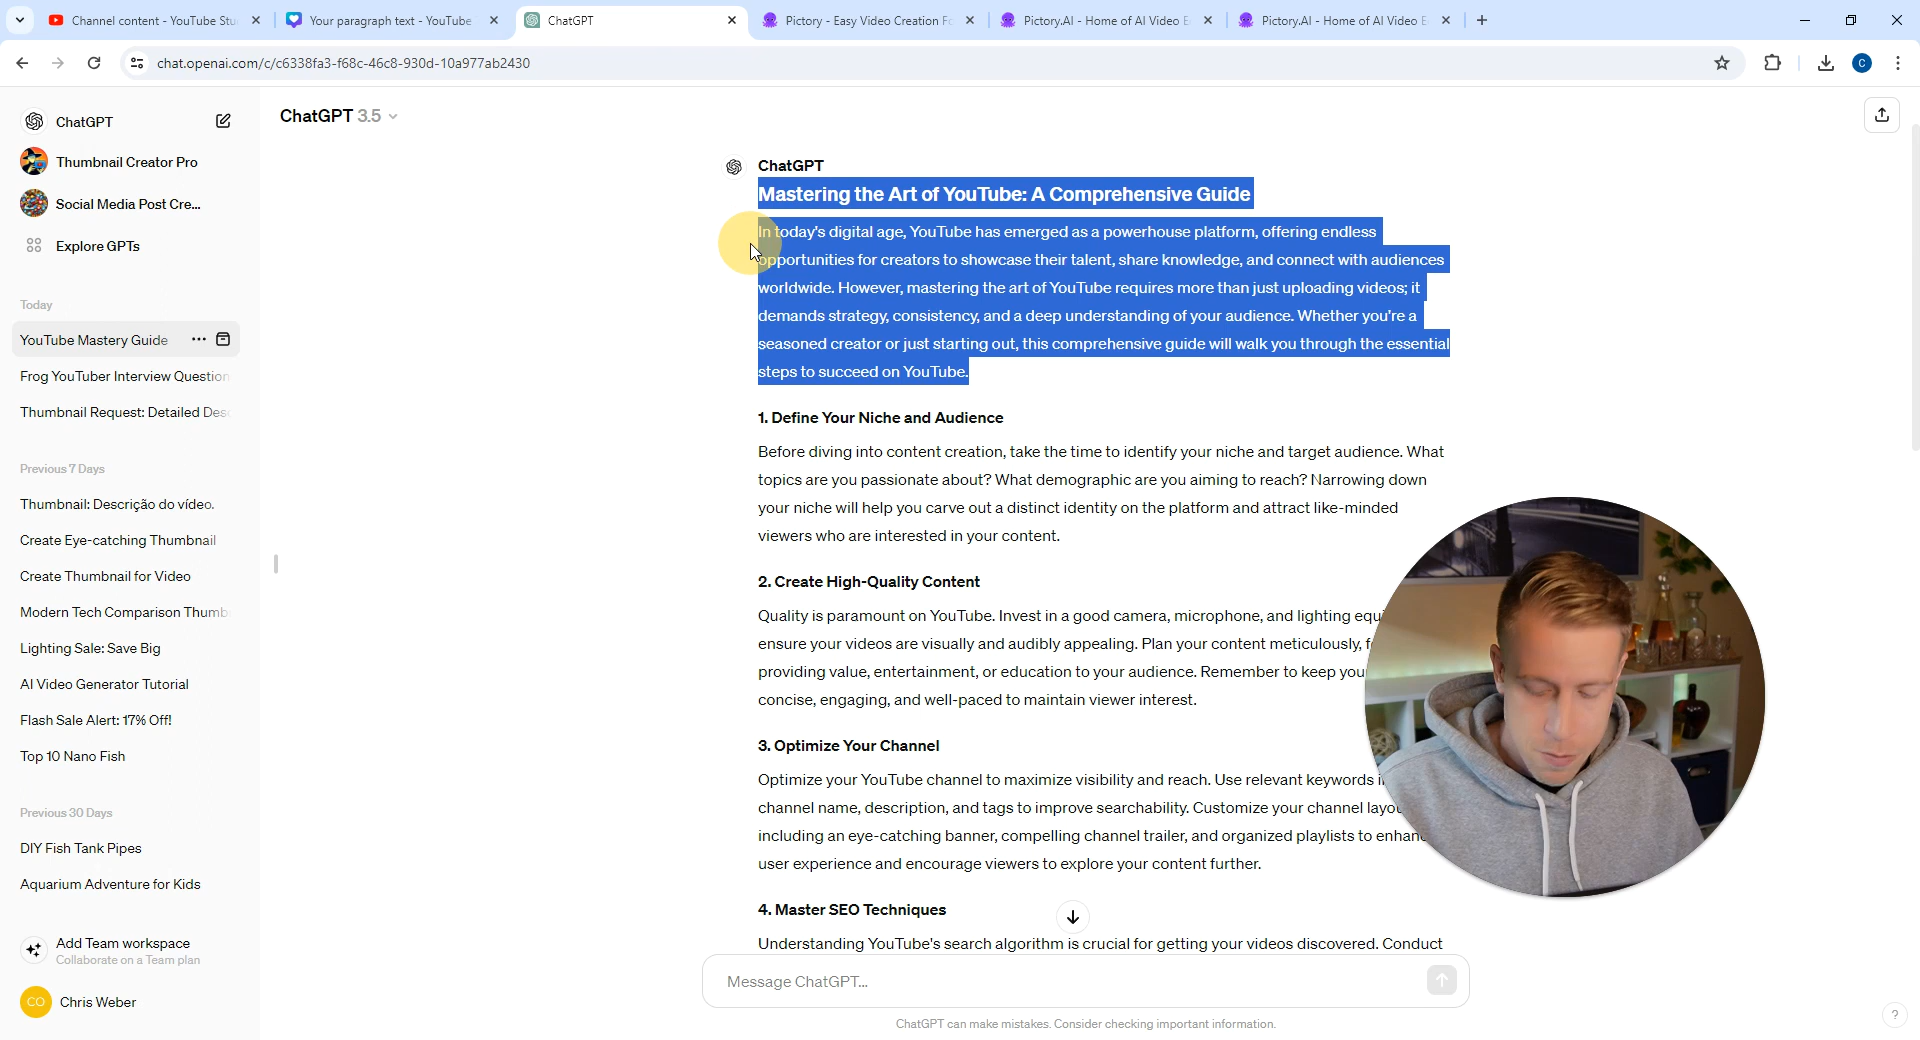 Channel content - YouTube Stu
Your paragraph text - YouTube
ChatGPT
Pictory - Easy Video Creation Fo
Pictory.AI - Home of AI Video E
Pictory.AI - Home of AI Video E
chat.openai.com/c/c6338fa3-f68c-46c8-930d-10a977ab2430
C
ChatGPT
Thumbnail Creator Pro
Social Media Post Cre...
Explore GPTs
Today
YouTube Mastery Guide
Frog YouTuber Interview Question
Thumbnail Request: Detailed Desc
Previous 7 Days
Thumbnail: Descrição do vídeo.
Create Eye-catching Thumbnail
Create Thumbnail for Video
Modern Tech Comparison Thumb
Lighting Sale: Save Big
AI Video Generator Tutorial
Flash Sale Alert: 17% Off!
Top 10 Nano Fish
Previous 30 Days
DIY Fish Tank Pipes
Aquarium Adventure for Kids
Add Team workspace
Collaborate on a Team plan
CO
Chris Weber
ChatGPT 3.5
ChatGPT
Mastering the Art of YouTube: A Comprehensive Guide
In today's digital age, YouTube has emerged as a powerhouse platform, offering endless
opportunities for creators to showcase their talent, share knowledge, and connect with audiences
worldwide. However, mastering the art of YouTube requires more than just uploading videos; it
demands strategy, consistency, and a deep understanding of your audience. Whether you're a
seasoned creator or just starting out, this comprehensive guide will walk you through the essential
steps to succeed on YouTube.
1. Define Your Niche and Audience
Before diving into content creation, take the time to identify your niche and target audience. What
topics are you passionate about? What demographic are you aiming to reach? Narrowing down
your niche will help you carve out a distinct identity on the platform and attract like-minded
viewers who are interested in your content.
2. Create High-Quality Content
Quality is paramount on YouTube. Invest in a good camera, microphone, and lighting equi
ensure your videos are visually and audibly appealing. Plan your content meticulously, f
providing value, entertainment, or education to your audience. Remember to keep you
concise, engaging, and well-paced to maintain viewer interest.
3. Optimize Your Channel
Optimize your YouTube channel to maximize visibility and reach. Use relevant keywords i
channel name, description, and tags to improve searchability. Customize your channel layou
including an eye-catching banner, compelling channel trailer, and organized playlists to enhanc
user experience and encourage viewers to explore your content further.
4. Master SEO Techniques
Understanding YouTube's search algorithm is crucial for getting your videos discovered. Conduct
Message ChatGPT...
ChatGPT can make mistakes. Consider checking important information.
?